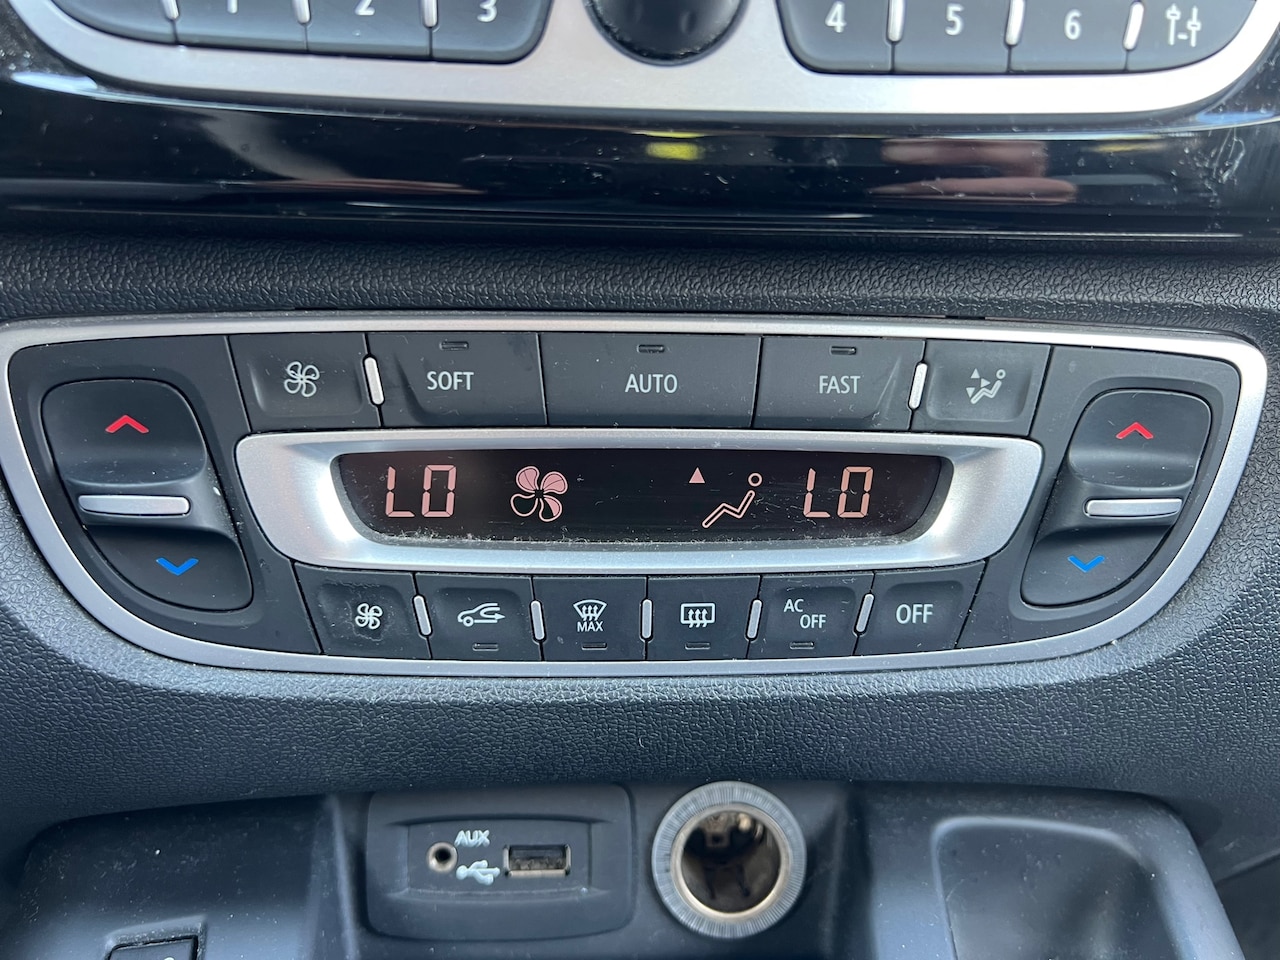 1 2 3 4 5 6
SOFT AUTO FAST
LO LO
MAX AC OFF OFF
AUX